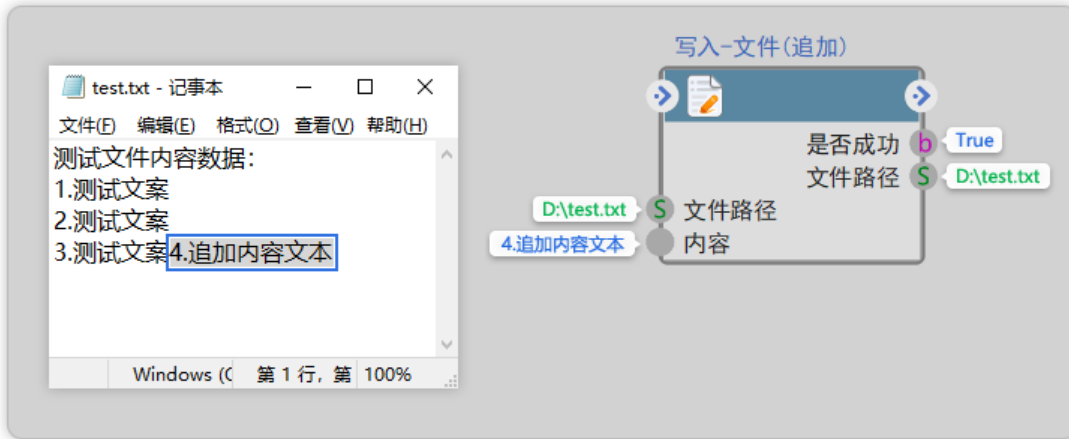 test.txt - 记事本
文件(F) 编辑(E) 格式(O) 查看(V) 帮助(H)
测试文件内容数据:
1.测试文案
2.测试文案
3.测试文案4.追加内容文本
Windows (C 第 1 行, 第 100%
写入-文件(追加)
是否成功 b True
文件路径 S D:\test.txt
D:\test.txt S 文件路径
4.追加内容文本 内容